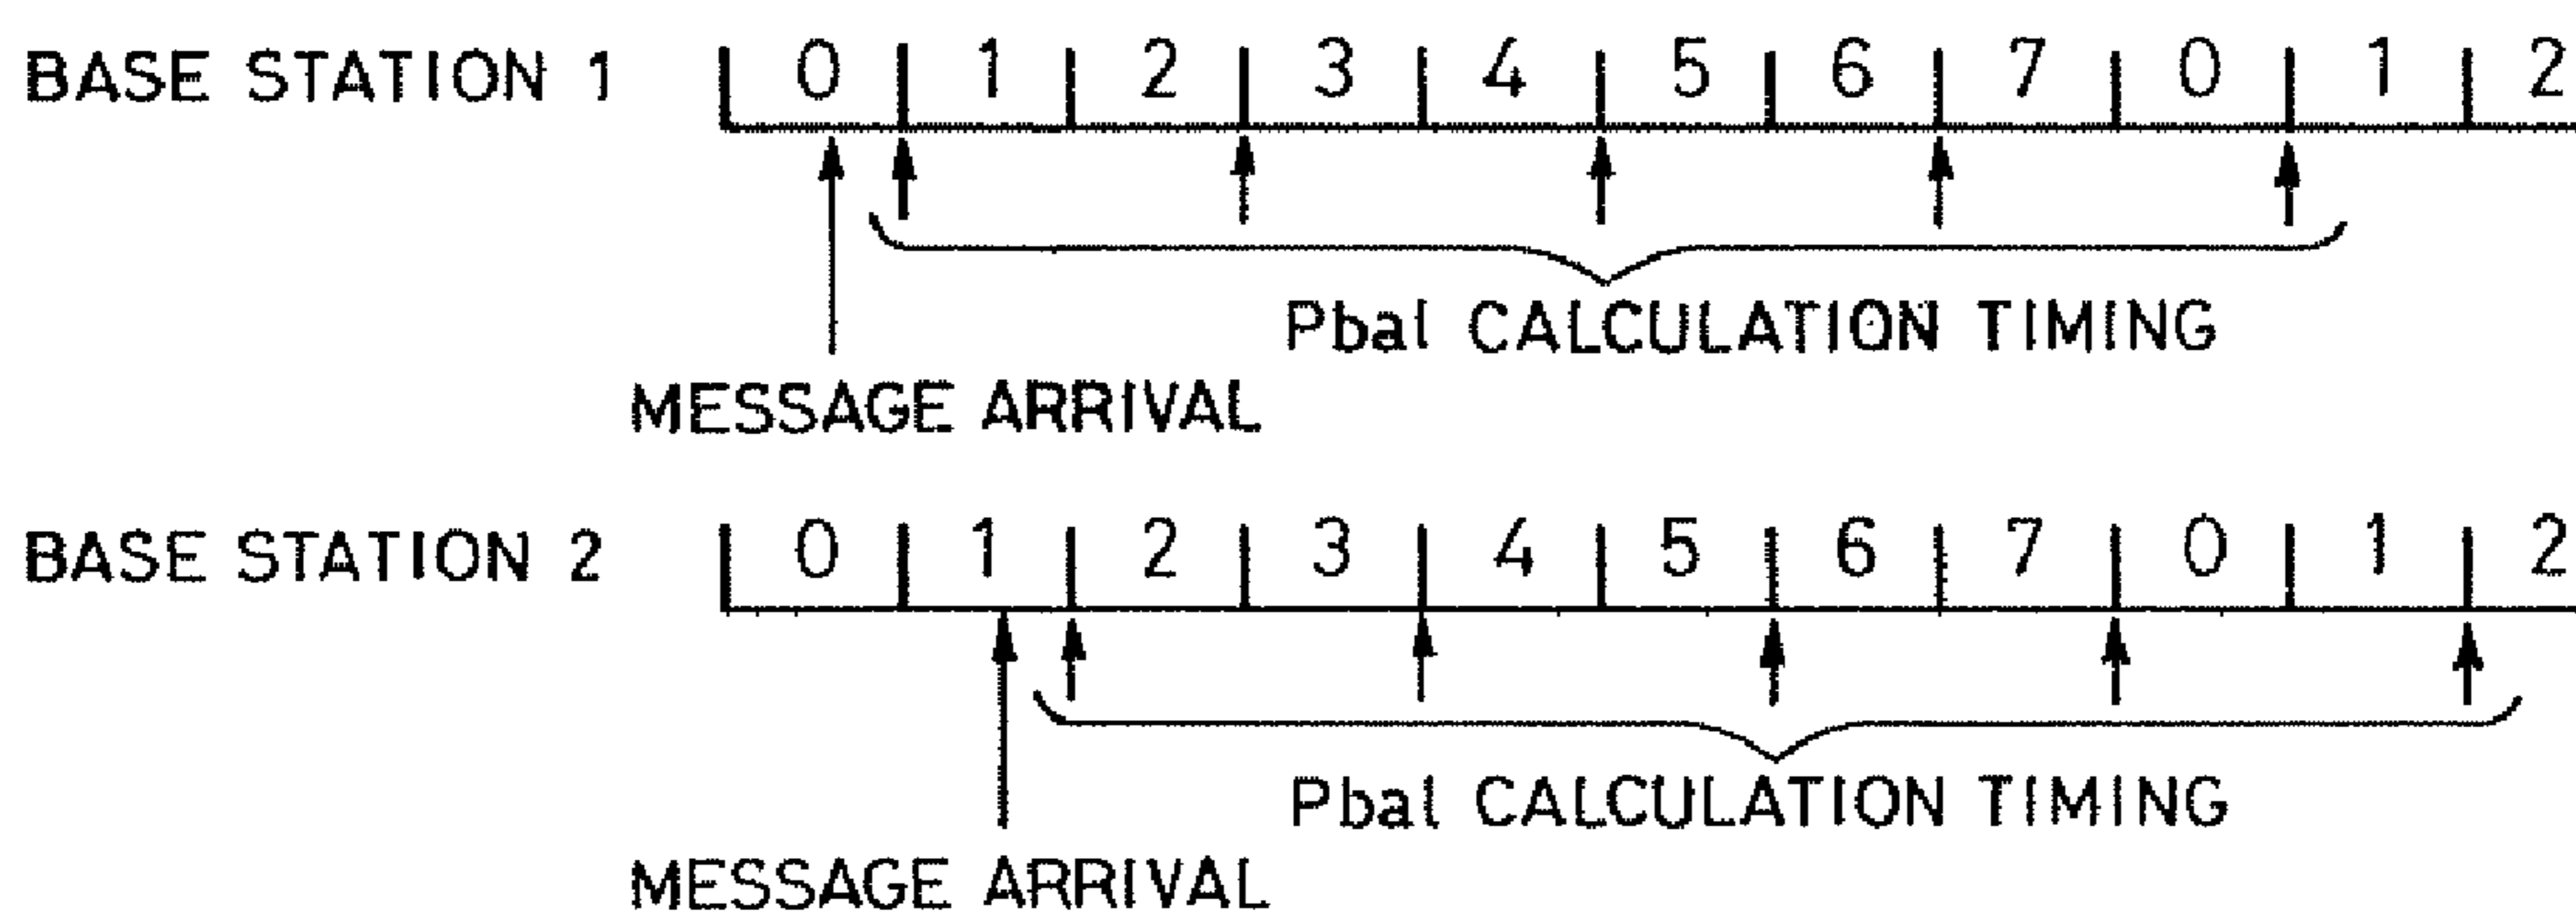 BASE STATION 1 0 1 2 3 4 5 6 7 0 1 2
Pbal CALCULATION TIMING
MESSAGE ARRIVAL
BASE STATION 2 0 1 2 3 4 5 6 7 0 1 2
Pbal CALCULATION TIMING
MESSAGE ARRIVAL